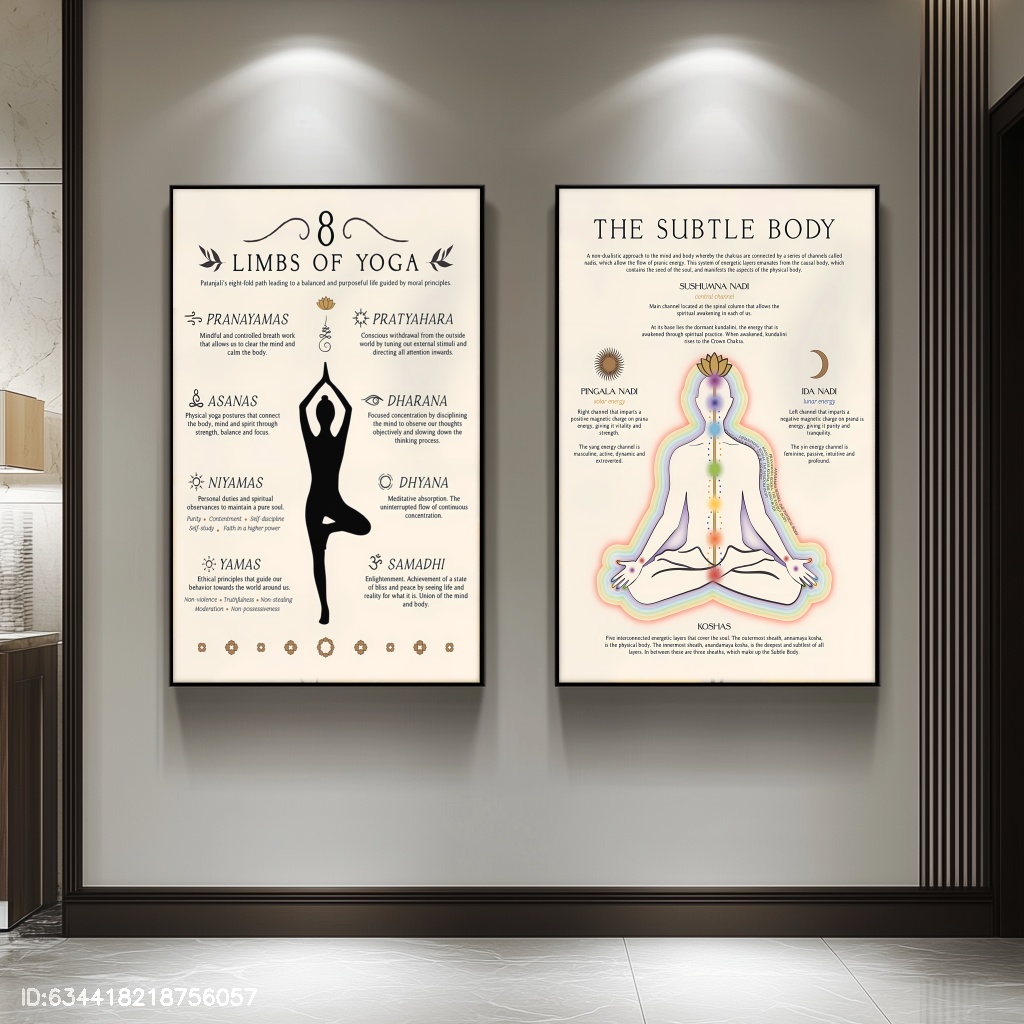 8
LIMBS OF YOGA
Patanjali's eight-fold path leading to a balanced and purposeful life guided by moral principles.
PRANAYAMAS
Mindful and controlled breath work
that allows us to clear the mind and
calm the body.
PRATYAHARA
Conscious withdrawal from the outside
world by tuning out external stimuli and
directing all attention inwards.
ASANAS
Physical yoga postures that connect
the body, mind and spirit through
strength, balance and focus.
DHARANA
Focused concentration by disciplining
the mind to observe our thoughts
objectively and slowing down the
thinking process.
NIYAMAS
Personal duties and spiritual
observances to maintain a pure soul.
Purity • Contentment • Self-discipline
Self-study • Faith in a higher power
DHYANA
Meditative absorption. The
uninterrupted flow of continuous
concentration.
YAMAS
Ethical principles that guide our
behavior towards the world around us.
Non-violence • Truthfulness • Non-stealing
Moderation • Non-possessiveness
ॐ SAMADHI
Enlightenment. Achievement of a state
of bliss and peace by seeing life and
reality for what it is. Union of the mind
and body.
THE SUBTLE BODY
A non-dualistic approach to the mind and body whereby the chakras are connected by a series of channels called
nadis, which allow the flow of pranic energy. This system of energetic layers emanates from the causal body, which
contains the seed of the soul, and manifests the aspects of the physical body.
SUSHUMNA NADI
central channel
Main channel located at the spinal column that allows the
spiritual awakening in each of us.
At its base lies the dormant kundalini, the energy that is
awakened through spiritual practice. When awakened, kundalini
rises to the Crown Chakra.
PINGALA NADI
solar energy
Right channel that imparts a
positive magnetic charge on prana
energy, giving it vitality and
strength.
The yang energy channel is
masculine, active, dynamic and
extroverted.
IDA NADI
lunar energy
Left channel that imparts a
negative magnetic charge on prana
energy, giving it purity and
tranquility.
The yin energy channel is
feminine, passive, intuitive and
profound.
KOSHAS
Five interconnected energetic layers that cover the soul. The outermost sheath, annamaya kosha,
is the physical body. The innermost sheath, anandamaya kosha, is the deepest and subtlest of all
layers. In between these are three sheaths, which make up the Subtle Body.
ID:634418218756057